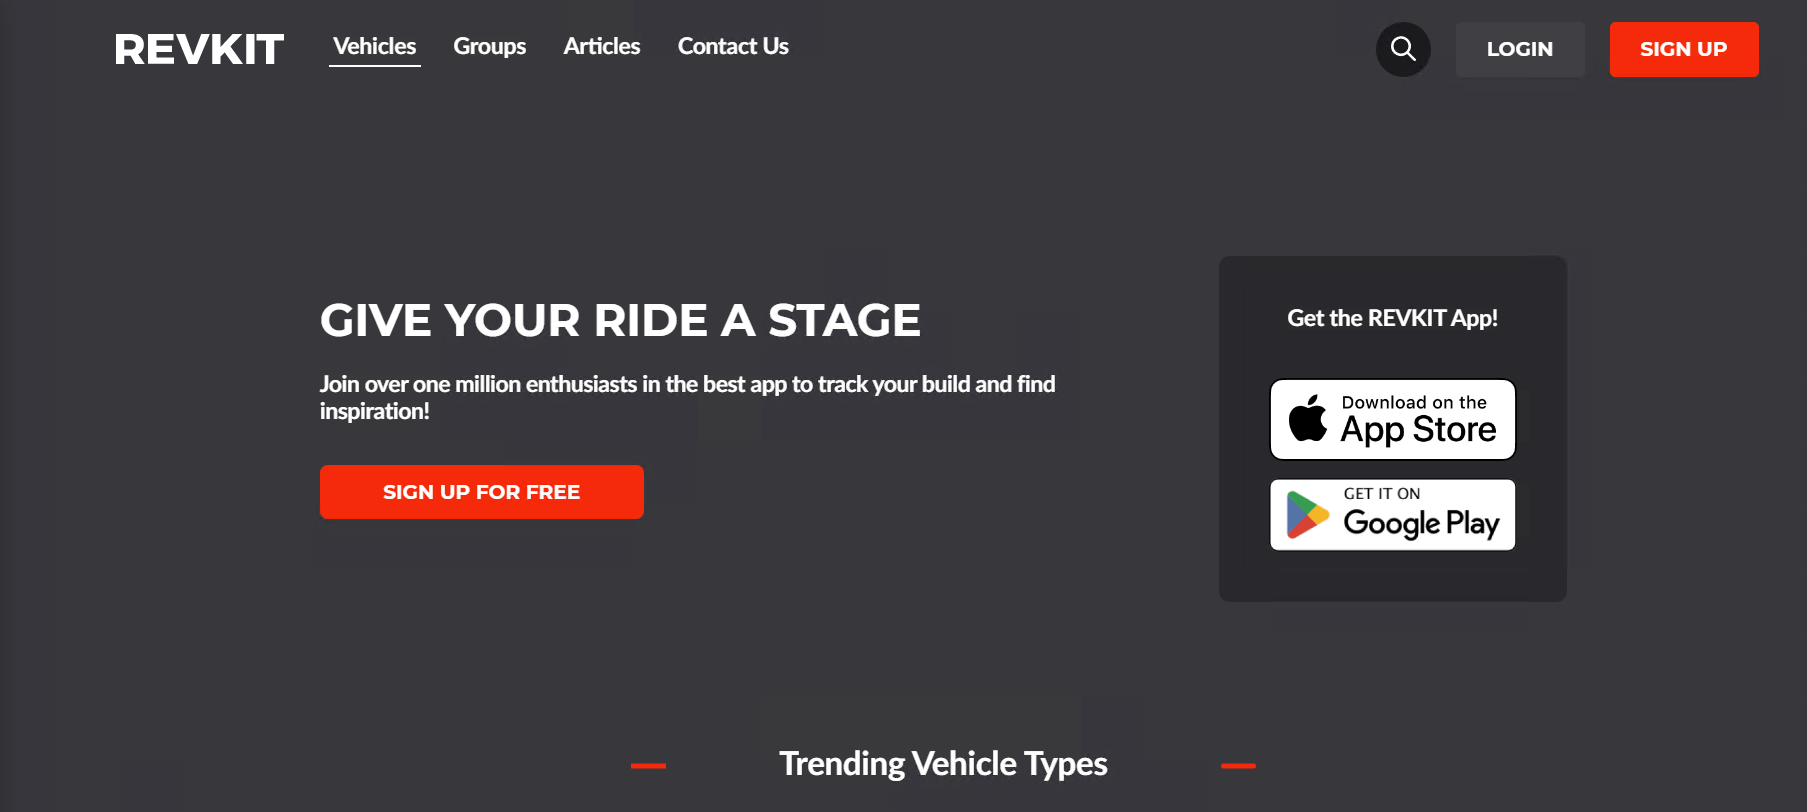 REVKIT
Vehicles
Groups
Articles
Contact Us
LOGIN
SIGN UP
GIVE YOUR RIDE A STAGE
Join over one million enthusiasts in the best app to track your build and find
inspiration!
SIGN UP FOR FREE
Get the REVKIT App!
Download on the
App Store
GET IT ON
Google Play
Trending Vehicle Types